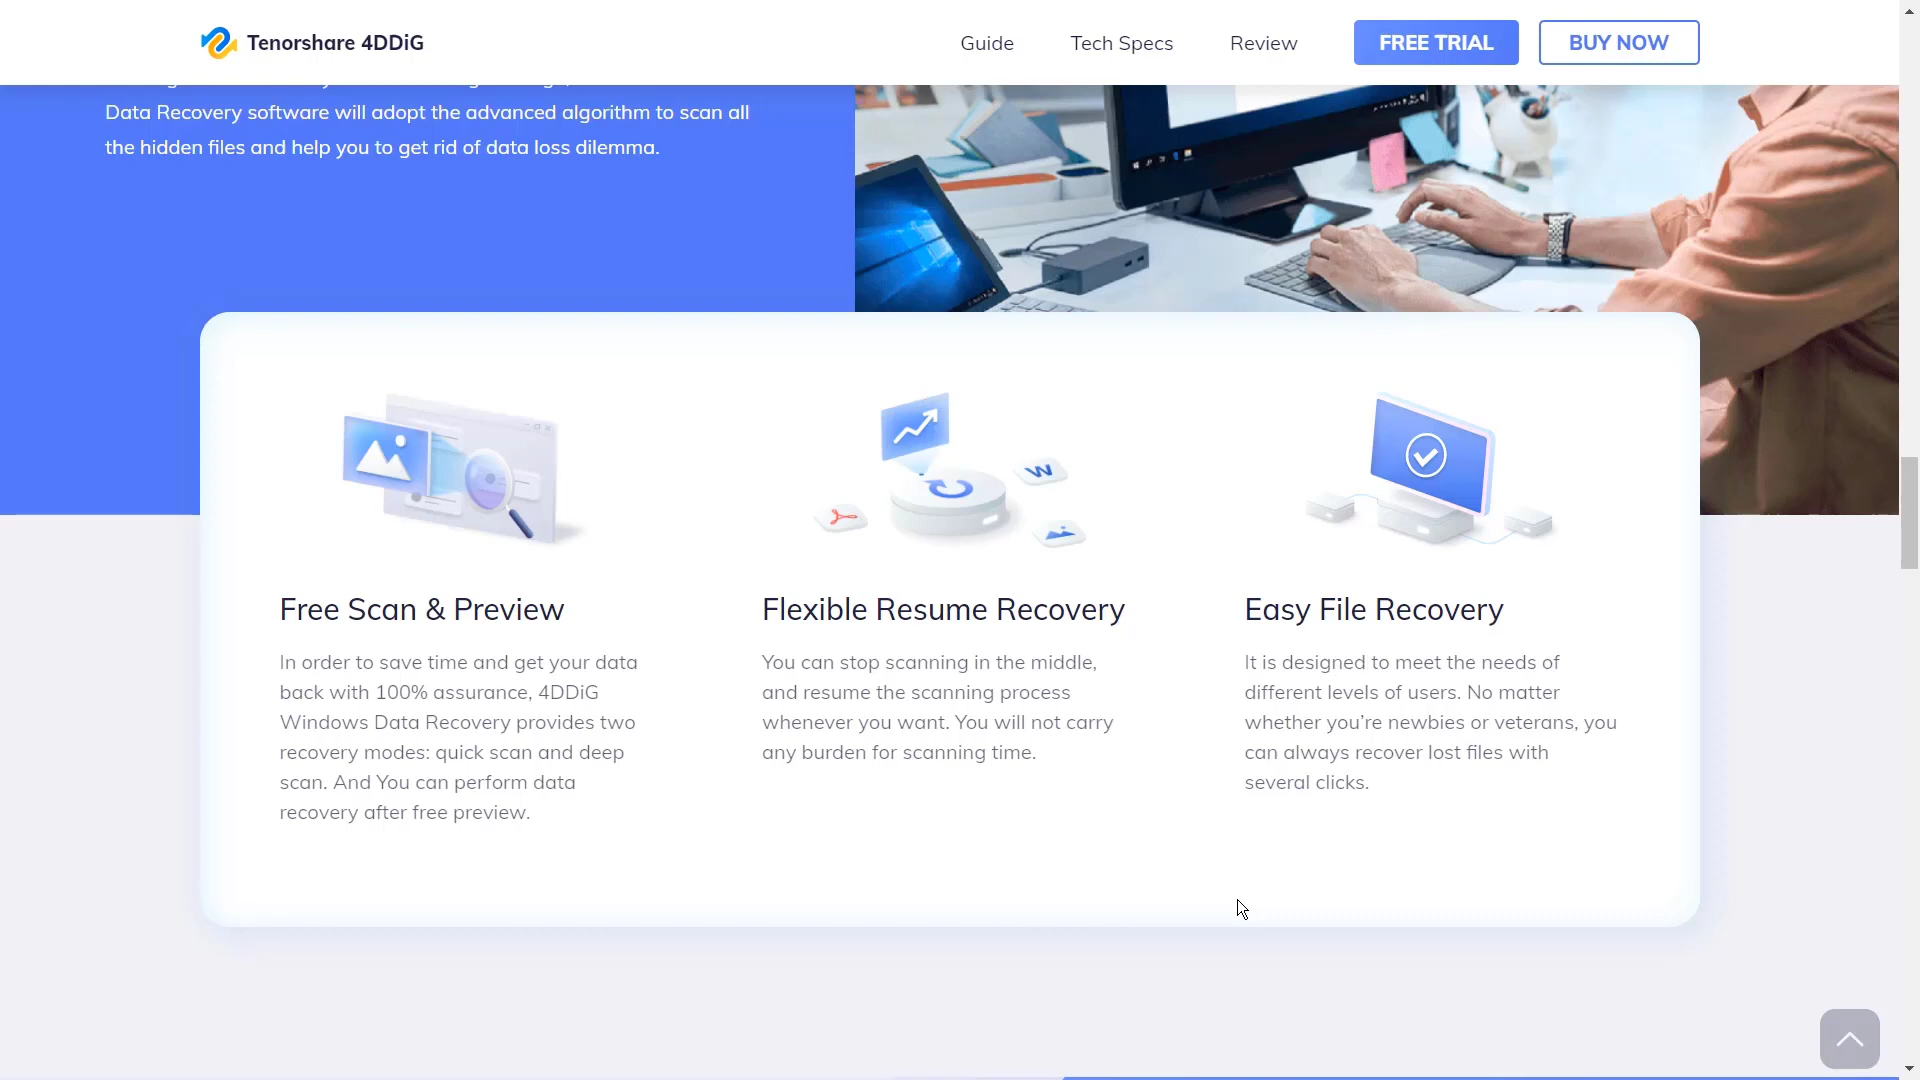 Tenorshare 4DDiG
Guide
Tech Specs
Review
FREE TRIAL
BUY NOW
Data Recovery software will adopt the advanced algorithm to scan all
the hidden files and help you to get rid of data loss dilemma.
W
Free Scan & Preview
In order to save time and get your data
back with 100% assurance, 4DDiG
Windows Data Recovery provides two
recovery modes: quick scan and deep
scan. And You can perform data
recovery after free preview.
Flexible Resume Recovery
You can stop scanning in the middle,
and resume the scanning process
whenever you want. You will not carry
any burden for scanning time.
Easy File Recovery
It is designed to meet the needs of
different levels of users. No matter
whether you’re newbies or veterans, you
can always recover lost files with
several clicks.